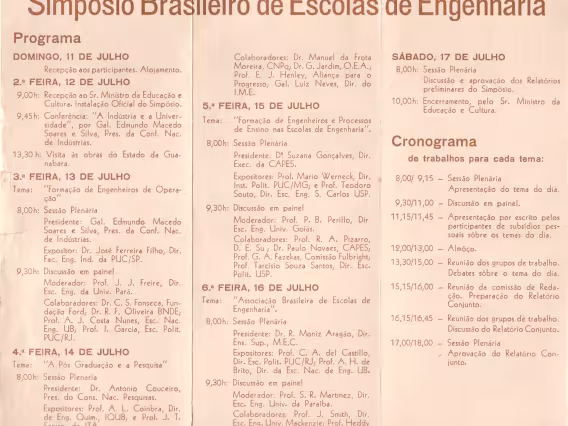 Simpósio Brasileiro de Escolas de Engenharia
Programa
DOMINGO, 11 DE JULHO
Recepção aos participantes. Alojamento.
2.ª FEIRA, 12 DE JULHO
9,00h: Recepção ao Sr. Ministro da Educação e
Cultura. Instalação Oficial do Simpósio.
9,45h: Conferência: "A Indústria e a Univer-
sidade", por Gal. Edmundo Macedo
Soares e Silva, Pres. da Conf. Nac.
de Indústrias.
13,30 h: Visita às obras do Estado da Gua-
nabara.
3.ª FEIRA, 13 DE JULHO
Tema: "Formação de Engenheiros de Opera-
ção"
8,00h: Sessão Plenária
Presidente: Gal. Edmundo Macedo
Soares e Silva, Pres. da Conf. Nac.
de Indústrias.
Expositor: Dr. José Ferreira Filho, Dir.
Fac. Eng. Ind. da PUC/SP.
9,30h: Discussão em painel
Moderador: Prof. J. J. Freire, Dir.
Esc. Eng. da Univ. Pará.
Colaboradores: Dr. C. S. Fonseca, Fun-
dação Ford, Dr. R. F. Oliveira BNDE,
Prof. A. J. Costa Nunes, Esc. Nac.
Eng. UB, Prof. I. Garcia, Esc. Polit.
PUC/RJ.
4.ª FEIRA, 14 DE JULHO
Tema: "A Pós Graduação e a Pesquisa"
8,00h: Sessão Plenaria
Presidente: Dr. Antonio Couceiro,
Pres. do Cons. Nac. Pesquisas.
Expositores: Prof. A. L. Coimbra, Dir.
de Eng. Quim., IQUB; e Prof. J. T.
ITA
Colaboradores: Dr. Manuel da Frota
Moreira, CNPq, Dr. G. Jardim, O.E.A.,
Prof. E. J. Henley, Aliança para o
Progresso, Gal. Luiz Neves, Dir. do
I.M.E.
5.ª FEIRA, 15 DE JULHO
Tema: "Formação de Engenheiros e Processos
de Ensino nas Escolas de Engenharia".
8,00h: Sessão Plenária
Presidente: Dª Suzana Gonçalves, Dir.
Exec. da CAPES.
Expositores: Prof. Mario Werneck, Dir.
Inst. Polit. PUC/MG, e Prof. Teodoro
Souto, Dir. Esc. Eng. S. Carlos USP.
9,30h: Discussão em painel
Moderador: Prof. P. B. Perillo, Dir
Esc. Eng. Univ. Goiás.
Colaboradores: Prof. R. A. Pizarro,
D. E. Su; Dr. Paulo Novaes, CAPES;
Prof. G. A. Fazekas, Comissão Fulbright;
Prof. Tarcisio Souza Santos, Dir. Esc.
Polit. USP.
6.ª FEIRA, 16 DE JULHO
Tema: "Associação Brasileira de Escolas de
Engenharia".
8,00h: Sessão Plenária
Presidente: Dr. R. Moniz Aragão, Dir.
Ens. Sup., M.E.C.
Expositores: Prof. C. A. del Castillo,
Dir. Esc. Polit. PUC/RJ, Prof. A. H. de
Brito, Dir. da Esc. Nac. de Eng. UB.
9,30h: Discussão em painel
Moderador: Prof. S. R. Martinez, Dir.
Esc. Eng. Univ. da Paraíba.
Colaboradores: Prof. J. Smith, Dir.
Esc. Eng. Univ. Mackenzie; Prof. Heddy
SÁBADO, 17 DE JULHO
8,00h: Sessão Plenária
Discussão e aprovação dos Relatórios
preliminares do Simpósio.
10,00h: Encerramento, pelo Sr. Ministro da
Educação e Cultura.
Cronograma
de trabalhos para cada tema:
8,00/ 9,15 – Sessão Plenária
Apresentação do tema do dia.
9,30/11,00 – Discussão em painel.
11,15/11,45 – Apresentação por escrito pelos
participantes de subsídios pes-
soais sôbre os temas do dia.
12,00/13,00 – Almôço.
13,30/15,00 – Reunião dos grupos de trabalho.
Debates sôbre o tema do dia.
15,15/16,00 – Reunião da comissão de Reda-
ção. Preparação do Relatório
Conjunto.
16,15/16,45 – Reunião dos grupos de trabalho.
Discussão do Relatório Conjunto.
17,00/18,00 – Sessão Plenária
Aprovação do Relatório Con-
junto.